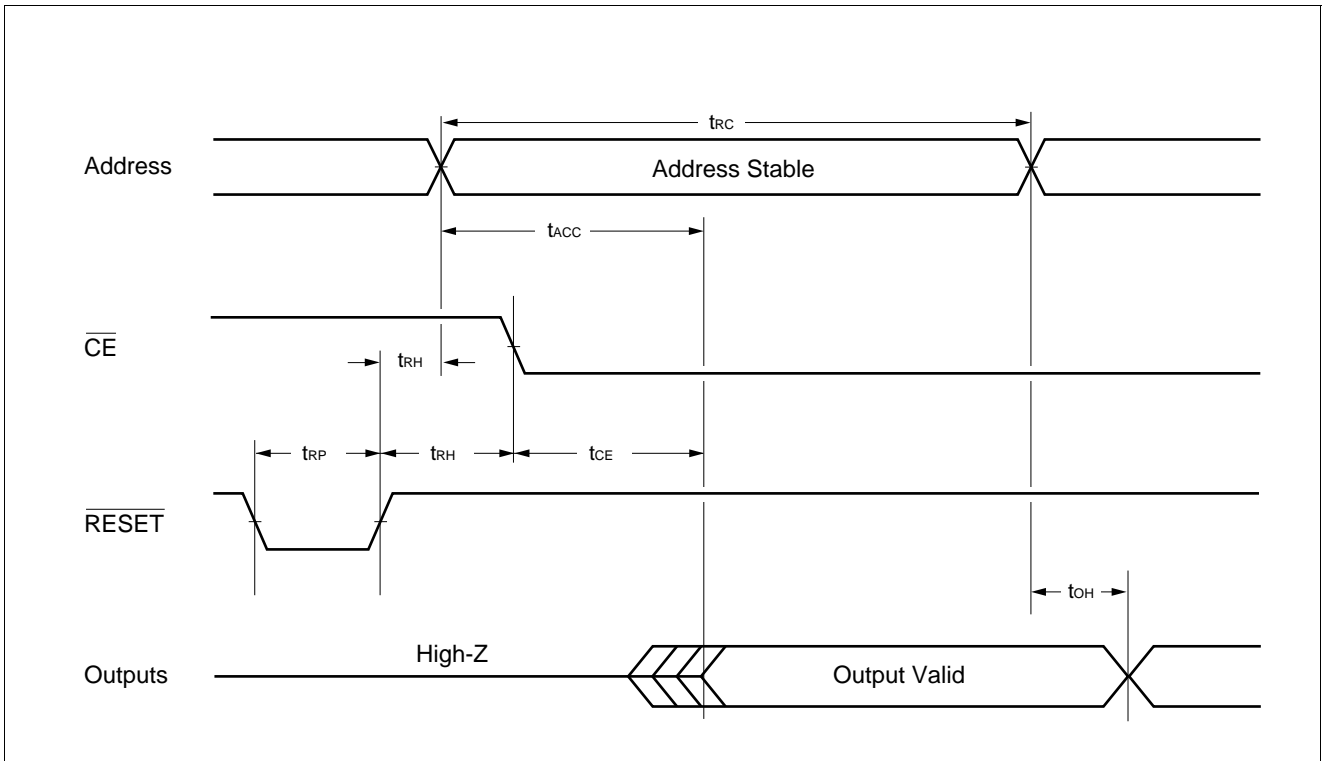 tRC
Address
Address Stable
tACC
CE
tRH
tRP
tRH
tCE
RESET
tOH
High-Z
Outputs
Output Valid